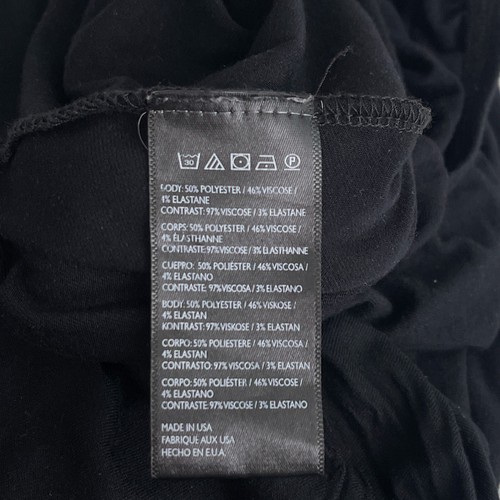 30
P
BODY: 50% POLYESTER / 46% VISCOSE /
4% ELASTANE
CONTRAST: 97% VISCOSE / 3% ELASTANE
CORPS: 50% POLYESTER / 46% VISCOSE /
4% ÉLASTHANNE
CONTRASTE: 97% VISCOSE / 3% ÉLASTHANNE
CUEPRO: 50% POLIÉSTER / 46% VISCOSA /
4% ELASTANO
CONTRASTE: 97% VISCOSA / 3% ELASTANO
BODY: 50% POLYESTER / 46% VISKOSE /
4% ELASTAN
KONTRAST: 97% VISKOSE / 3% ELASTAN
CORPO: 50% POLIESTERE / 46% VISCOSA /
4% ELASTAN
CONTRASTO: 97% VISCOSA / 3% ELASTAN
CORPO: 50% POLIÉSTER / 46% VISCOSE /
4% ELASTANO
CONTRASTE: 97% VISCOSE / 3% ELASTANO
MADE IN USA
FABRIQUE AUX USA
HECHO EN E.U.A.